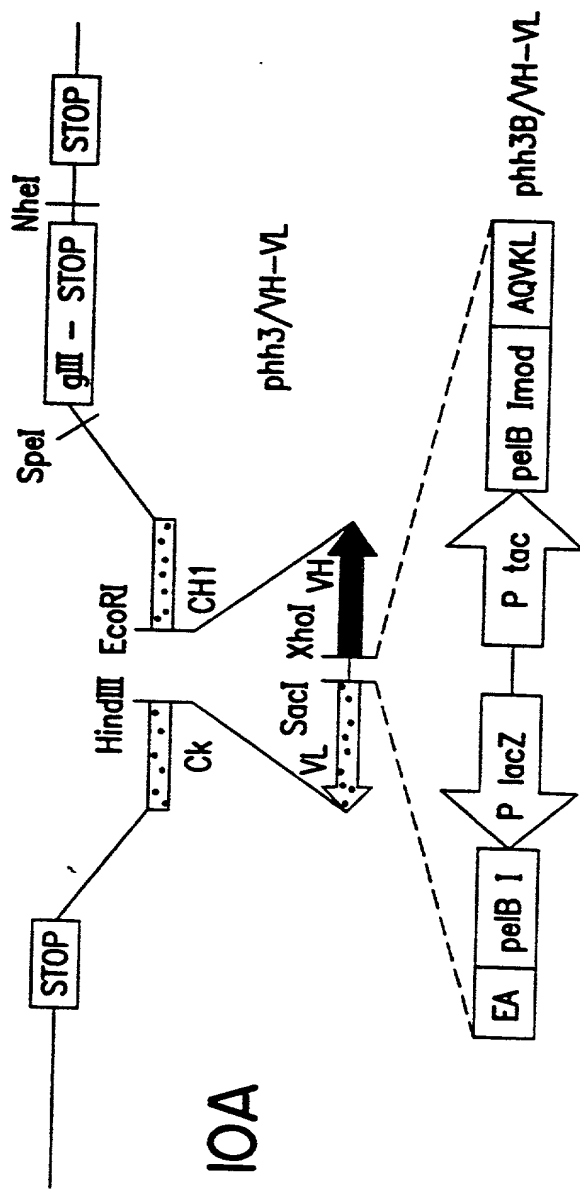 STOP
HindIII
Ck
EcoRI
CH1
SpeI
gIII - STOP
NheI
STOP
phh3/VH-VL
SacI
VL
XhoI
VH
EA
pelB I
P lacZ
P tac
pelB Imod
AQVKL
phh3B/VH-VL
10A